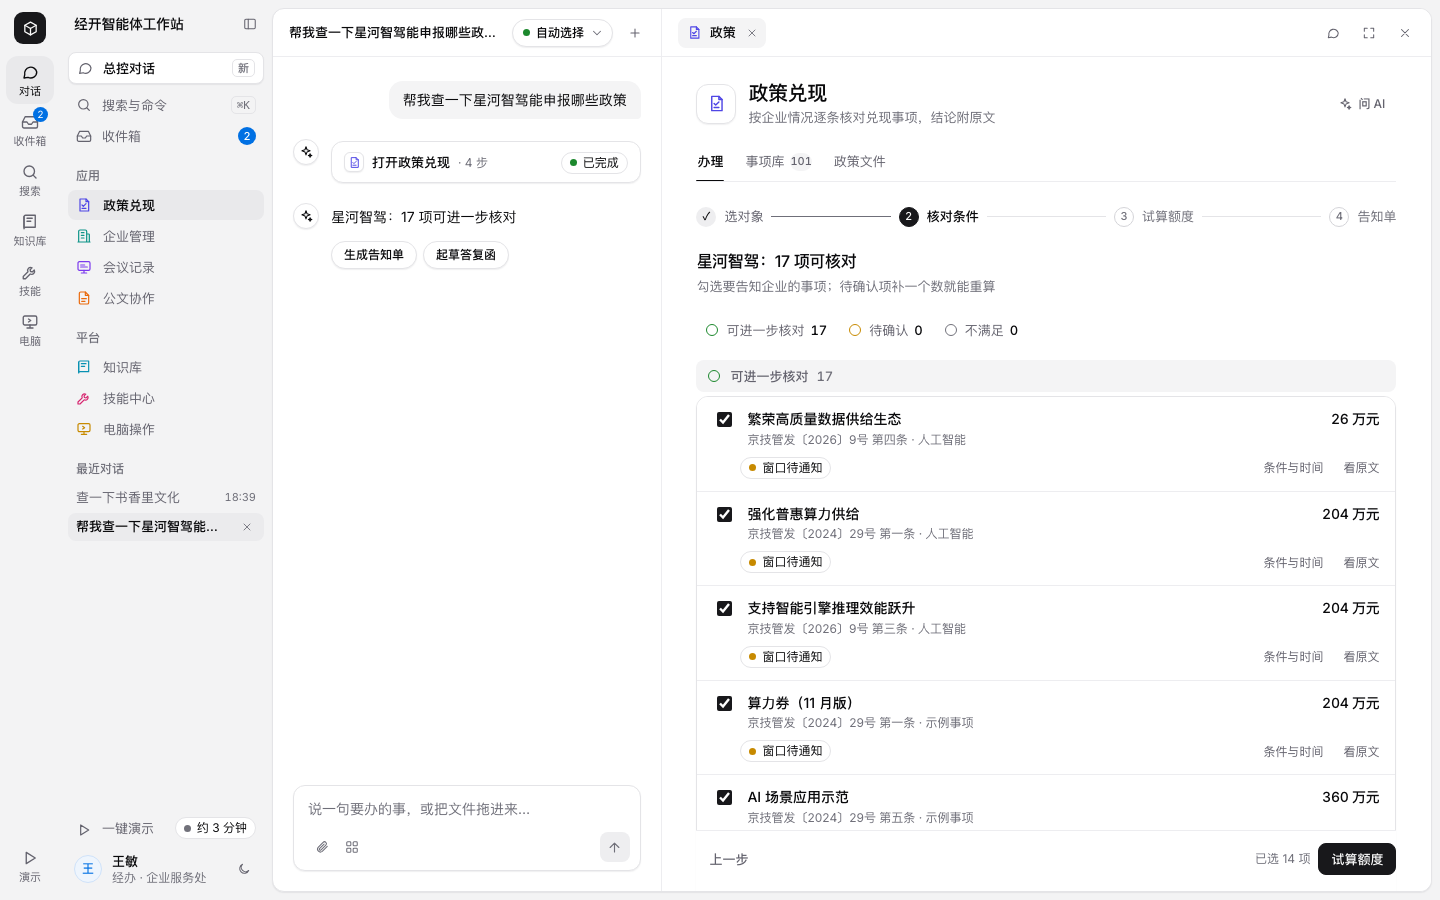 对话
2
收件箱
搜索
知识库
技能
电脑
演示
经开智能体工作站
总控对话 新
搜索与命令 ⌘K
收件箱 2
应用
政策兑现
企业管理
会议记录
公文协作
平台
知识库
技能中心
电脑操作
最近对话
查一下书香里文化 18:39
帮我查一下星河智驾能...
一键演示 约 3 分钟
王 王敏
经办 · 企业服务处
帮我查一下星河智驾能申报哪些政... 自动选择
帮我查一下星河智驾能申报哪些政策
打开政策兑现 · 4 步 已完成
星河智驾：17 项可进一步核对
生成告知单 起草答复函
说一句要办的事，或把文件拖进来...
政策
政策兑现
按企业情况逐条核对兑现事项，结论附原文
问 AI
办理 事项库 101 政策文件
✓ 选对象 2 核对条件 3 试算额度 4 告知单
星河智驾：17 项可核对
勾选要告知企业的事项；待确认项补一个数就能重算
可进一步核对 17 待确认 0 不满足 0
可进一步核对 17
繁荣高质量数据供给生态 26 万元
京技管发〔2026〕9号 第四条 · 人工智能
窗口待通知 条件与时间 看原文
强化普惠算力供给 204 万元
京技管发〔2024〕29号 第一条 · 人工智能
窗口待通知 条件与时间 看原文
支持智能引擎推理效能跃升 204 万元
京技管发〔2026〕9号 第三条 · 人工智能
窗口待通知 条件与时间 看原文
算力券（11 月版） 204 万元
京技管发〔2024〕29号 第一条 · 示例事项
窗口待通知 条件与时间 看原文
AI 场景应用示范 360 万元
京技管发〔2024〕29号 第五条 · 示例事项
上一步 已选 14 项 试算额度